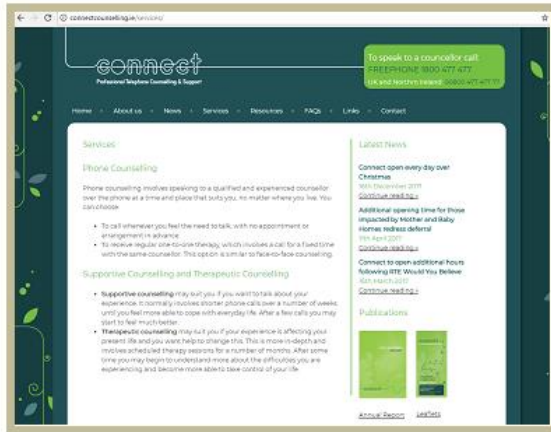 connectcounselling.ie/services/
connect
Professional Telephone Counselling & Support
To speak to a councellor call:
FREEPHONE 1800 477 477
UK and Northrn Ireland
Home
About us
News
Services
Resources
FAQs
Links
Contact
Services
Phone Counselling
Phone counselling involves speaking to a qualified and experienced counsellor
over the phone at a time and place that suits you, no matter where you live. You
can choose:
To call whenever you feel the need to talk, with no appointment or
arrangement in advance
To receive regular one-to-one therapy, which involves a call for a fixed time
with the same counsellor. This option is similar to face-to-face counselling.
Supportive Counselling and Therapeutic Counselling
Supportive counselling may suit you if you want to talk about your
experience. It normally involves shorter phone calls over a number of weeks
until you feel more able to cope with everyday life. After a few calls you may
start to feel much better.
Therapeutic counselling may suit you if your experience is affecting your
present life and you want help to change this. This is more in-depth and
involves scheduled therapy sessions for a number of months. After some
time you may begin to understand more about the difficulties you are
experiencing and become more able to take control of your life
Latest News
Connect open every day over
Christmas
December 2017
Continue reading »
Additional opening time for those
impacted by Mother and Baby
Homes redress deferral
April 2017
Continue reading »
Connect to open additional hours
following RTE Would You Believe
March 2017
Continue reading »
Publications
Annual Report
Leaflets